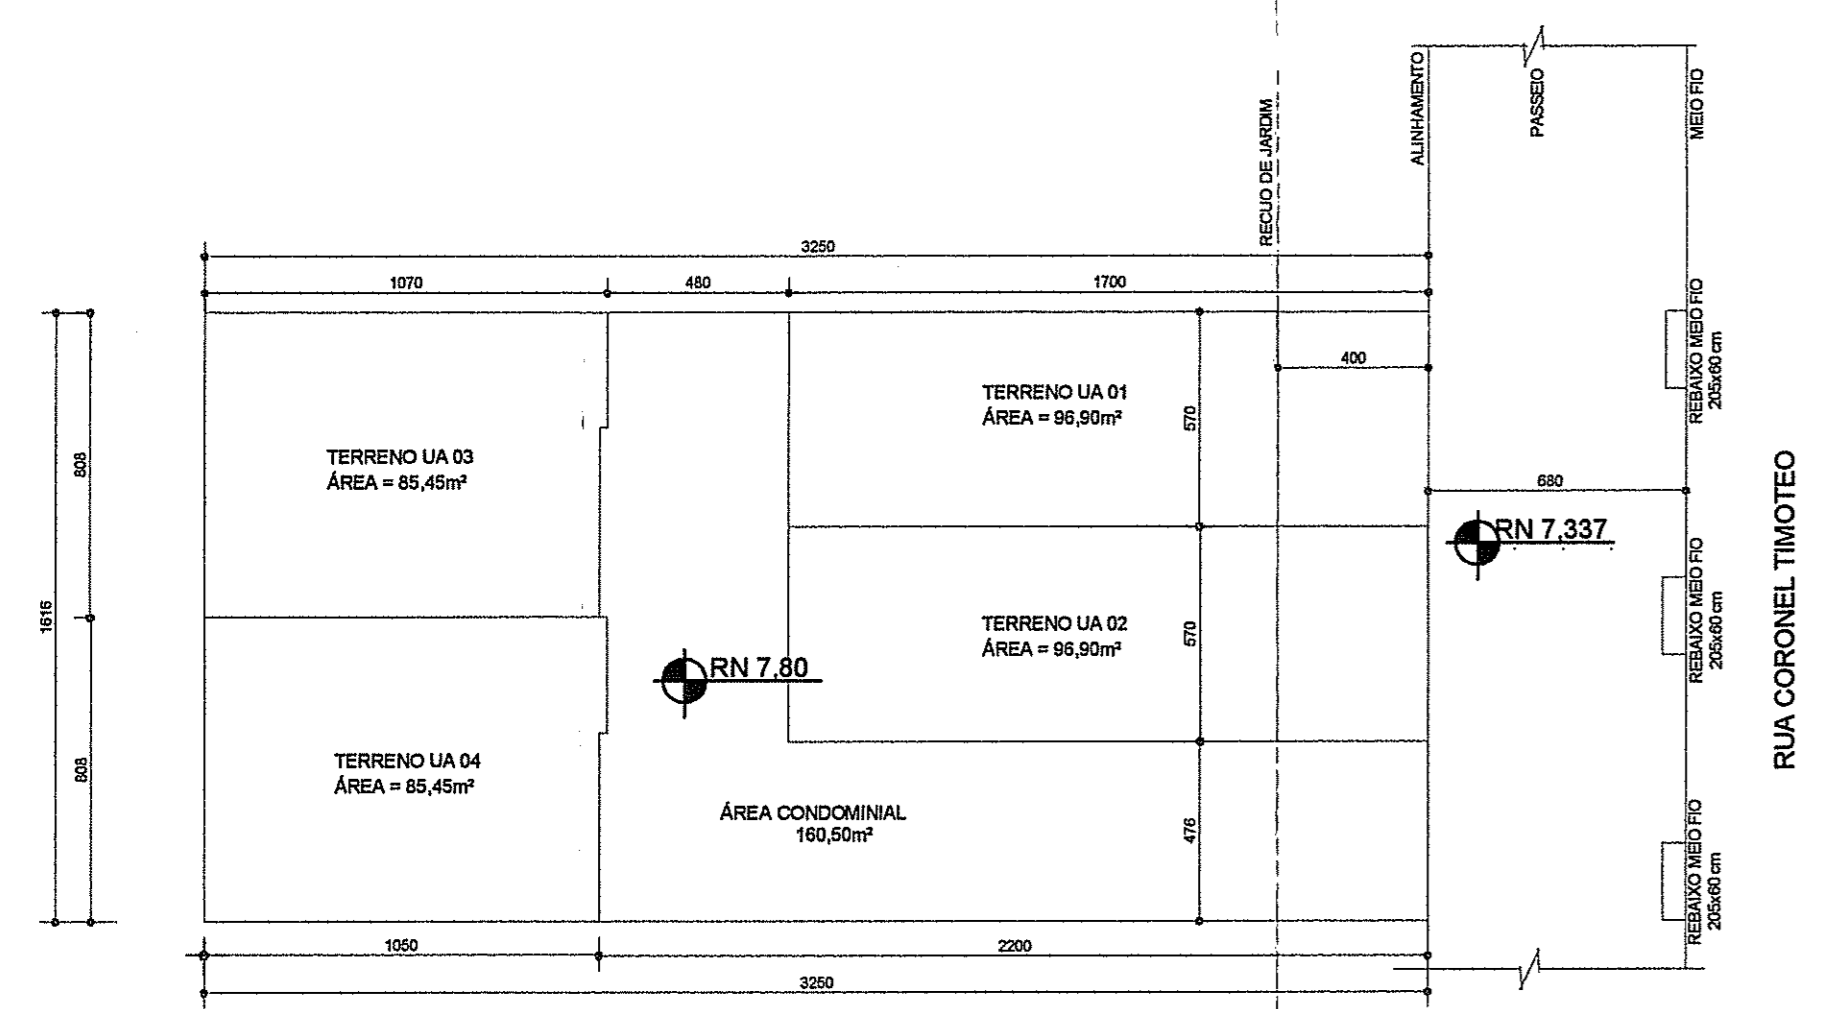 ALINHAMENTO
PASSEIO
MEIO FIO
RECUO DE JARDIM
3250
1070
480
1700
REBAIXO MEIO FIO
205x60 cm
400
TERRENO UA 01
ÁREA = 96,90m²
570
808
TERRENO UA 03
ÁREA = 85,45m²
680
RN 7,337
RUA CORONEL TIMOTEO
1616
TERRENO UA 02
ÁREA = 96,90m²
570
REBAIXO MEIO FIO
205x60 cm
RN 7,80
808
TERRENO UA 04
ÁREA = 85,45m²
ÁREA CONDOMINIAL
160,50m²
476
REBAIXO MEIO FIO
205x60 cm
1050
2200
3250